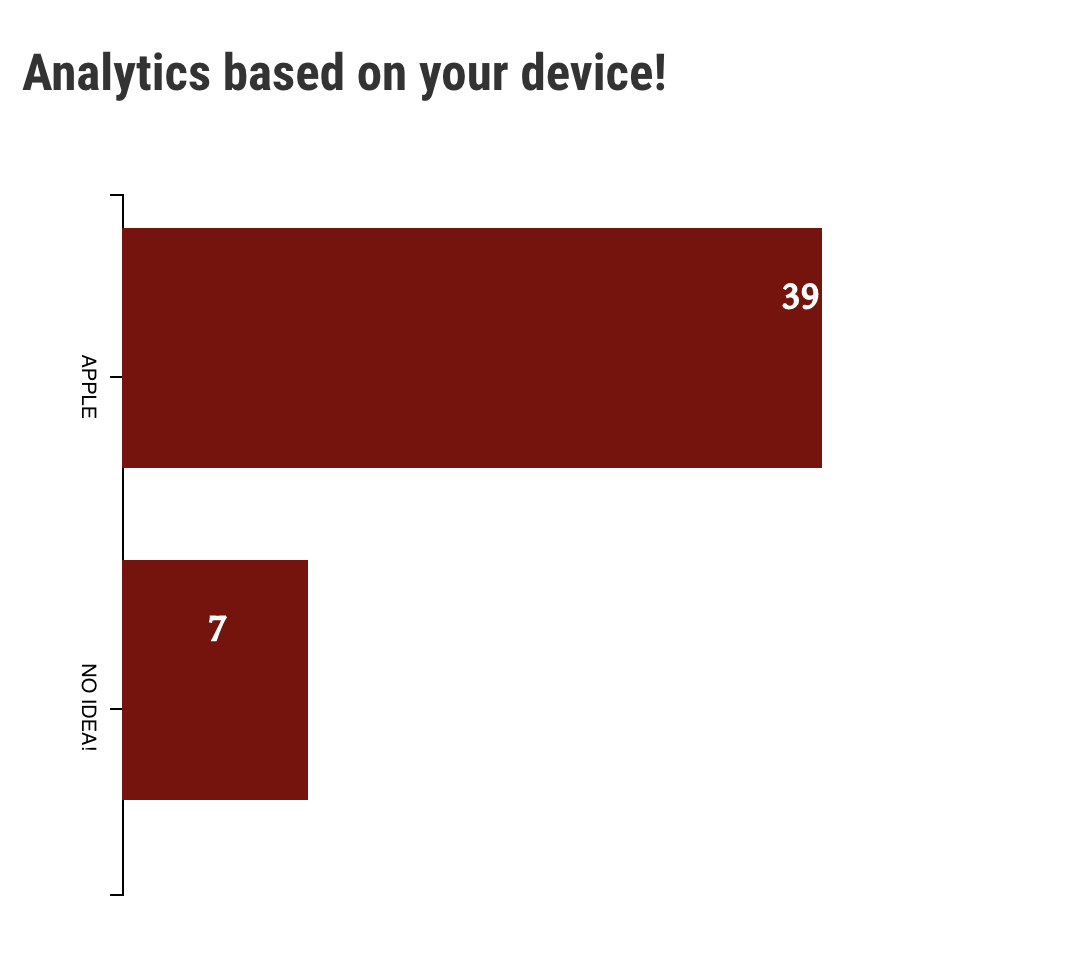 Analytics based on your device!
39
APPLE
7
NO IDEA!